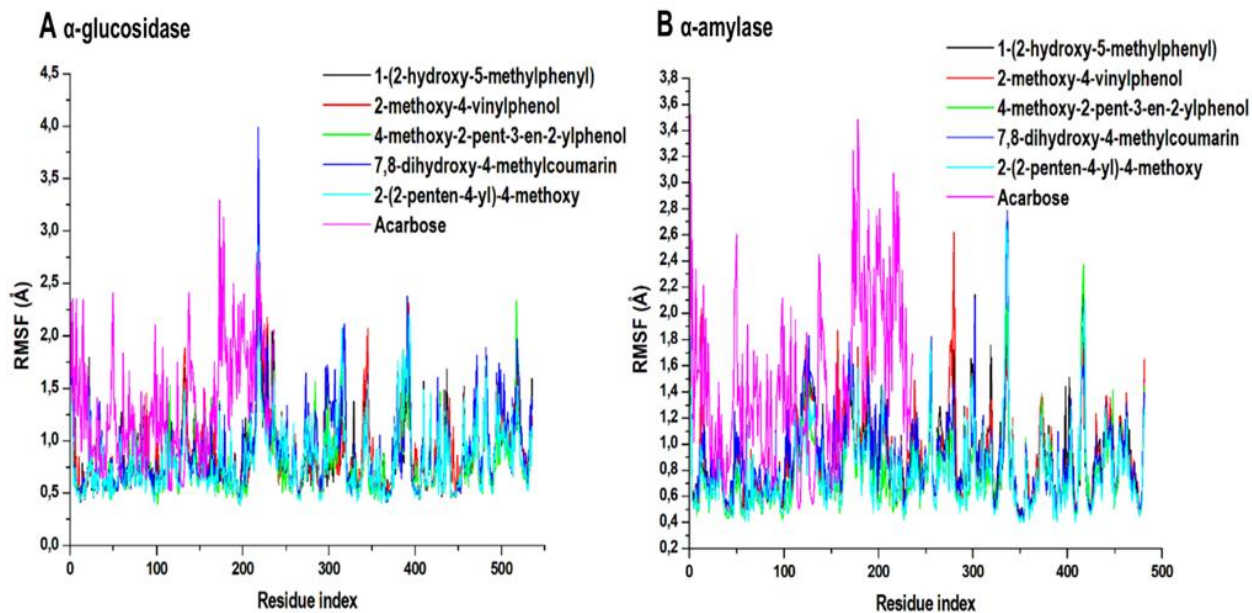 A α-glucosidase
4,5
4,0
3,5
3,0
2,5
2,0
1,5
1,0
0,5
0,0
RMSF (Å)
0
100
200
300
400
500
Residue index
1-(2-hydroxy-5-methylphenyl)
2-methoxy-4-vinylphenol
4-methoxy-2-pent-3-en-2-ylphenol
7,8-dihydroxy-4-methylcoumarin
2-(2-penten-4-yl)-4-methoxy
Acarbose
B α-amylase
3,8
3,6
3,4
3,2
3,0
2,8
2,6
2,4
2,2
2,0
1,8
1,6
1,4
1,2
1,0
0,8
0,6
0,4
0,2
RMSF (Å)
0
100
200
300
400
500
Residue index
1-(2-hydroxy-5-methylphenyl)
2-methoxy-4-vinylphenol
4-methoxy-2-pent-3-en-2-ylphenol
7,8-dihydroxy-4-methylcoumarin
2-(2-penten-4-yl)-4-methoxy
Acarbose